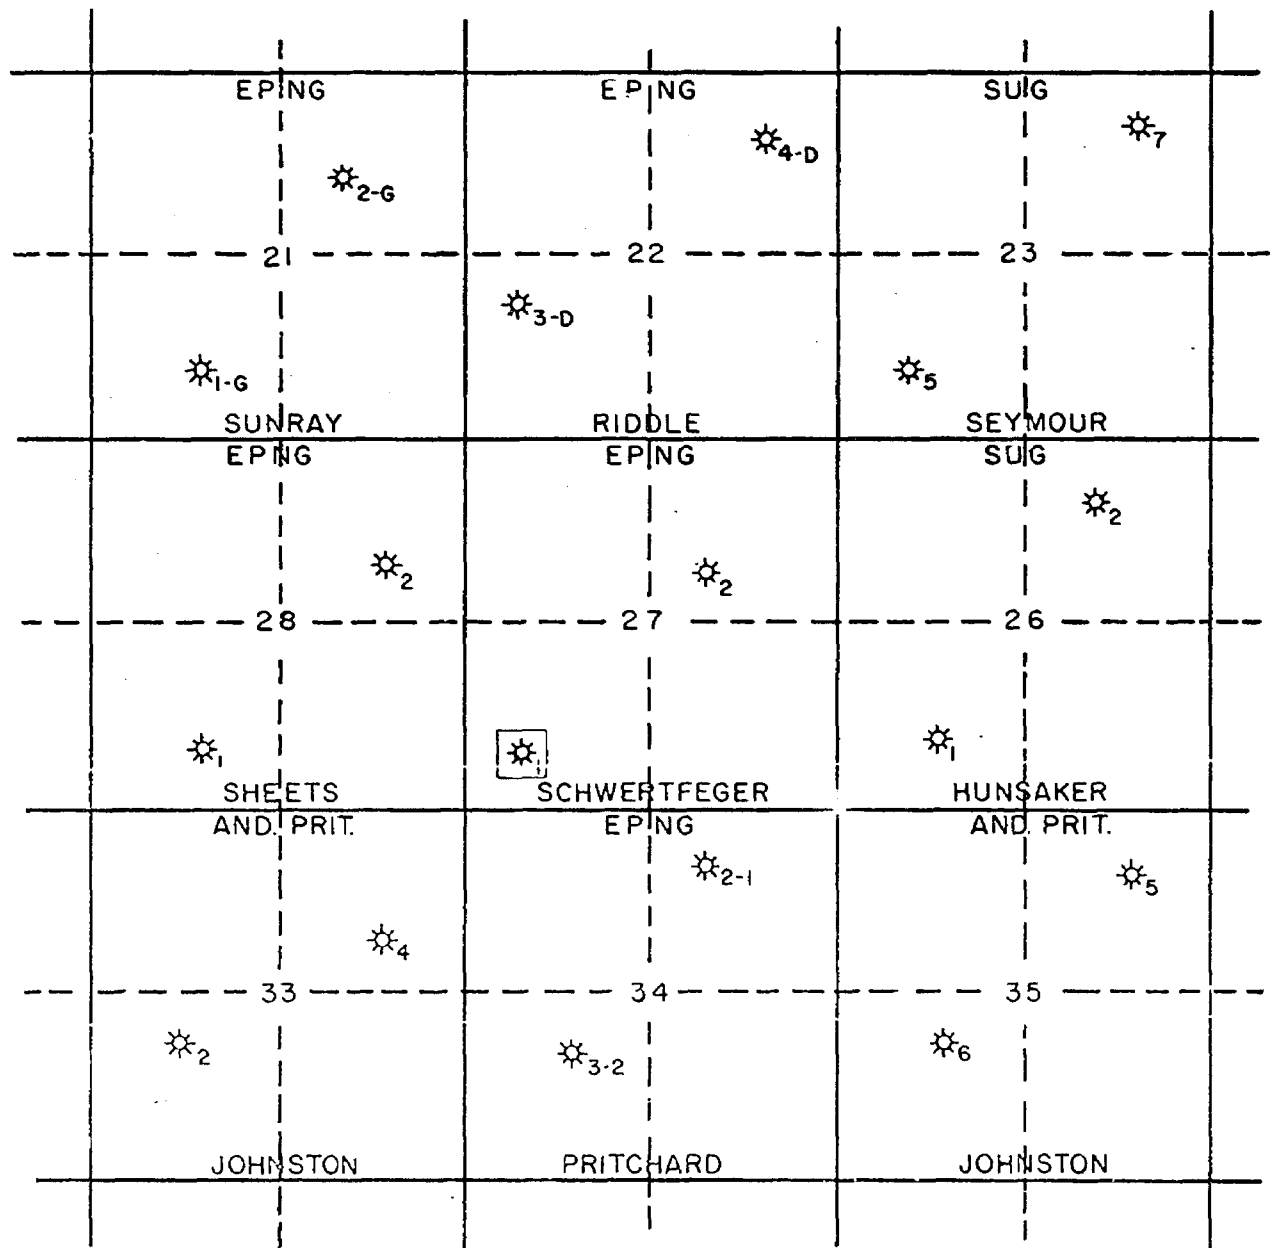 EPNG EPNG SUG
7
4-D
2-G
21 22 23
3-D
1-G 5
SUNRAY RIDDLE SEYMOUR
EPNG EPNG SUG
2
2 2
28 27 26
1 1 1
SHEETS SCHWERTFEGER HUNSAKER
AND. PRIT. EPNG AND. PRIT.
2-1 5
4
33 34 35
2 3-2 6
JOHNSTON PRITCHARD JOHNSTON